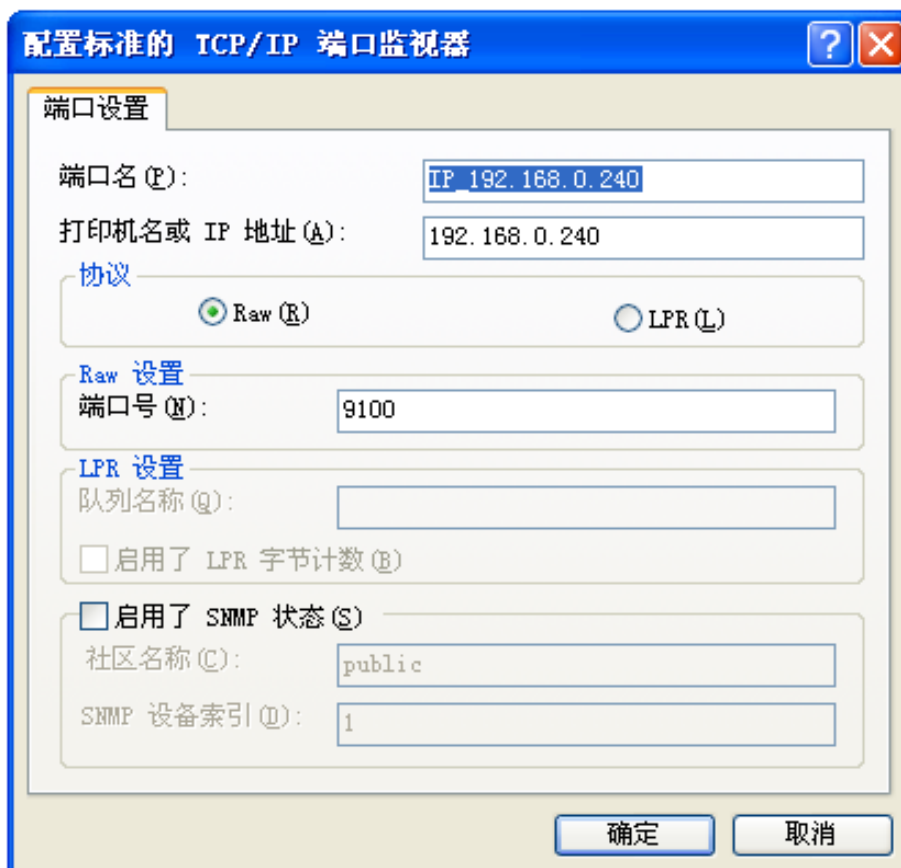 配置标准的 TCP/IP 端口监视器
端口设置
端口名(P): IP_192.168.0.240
打印机名或 IP 地址(A): 192.168.0.240
协议
Raw(R) LPR(L)
Raw 设置
端口号(N): 9100
LPR 设置
队列名称(Q):
启用了 LPR 字节计数(B)
启用了 SNMP 状态(S)
社区名称(C): public
SNMP 设备索引(D): 1
确定 取消